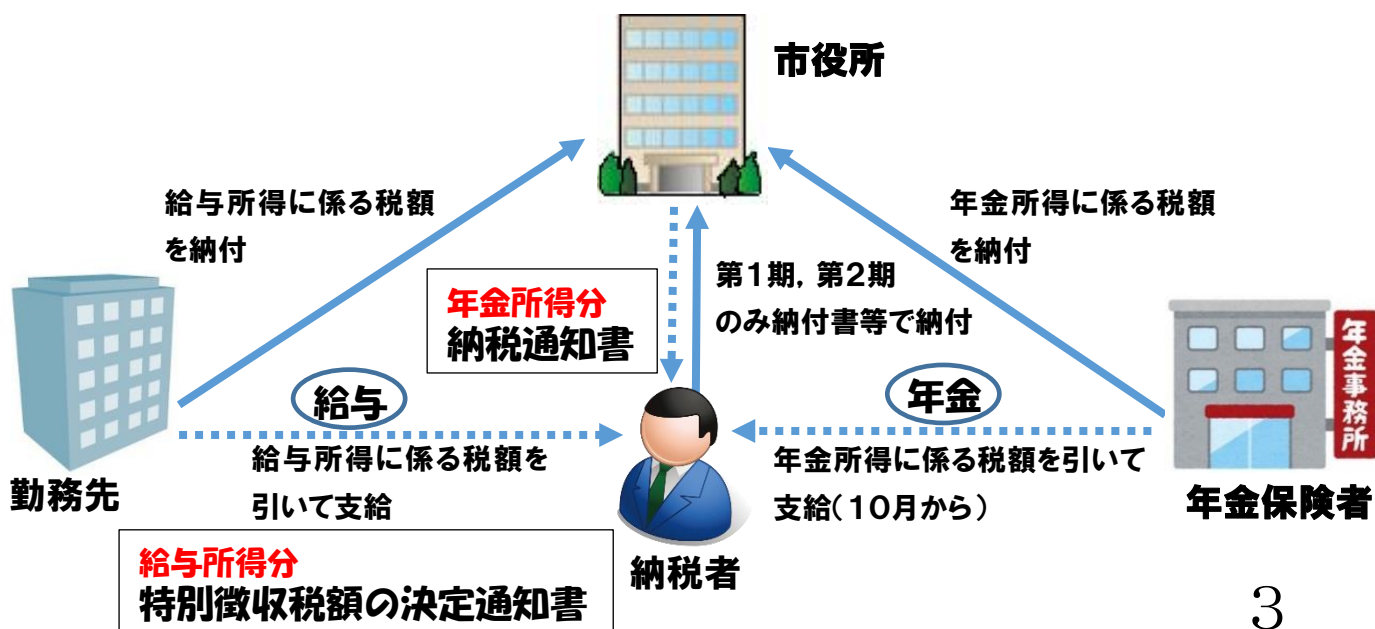 市役所
給与所得に係る税額
を納付
年金所得に係る税額
を納付
年金所得分
納税通知書
第1期，第2期
のみ納付書等で納付
給与
年金
年金事務所
給与所得に係る税額を
引いて支給
年金所得に係る税額を引いて
支給（10月から）
勤務先
年金保険者
給与所得分
特別徴収税額の決定通知書
納税者
3